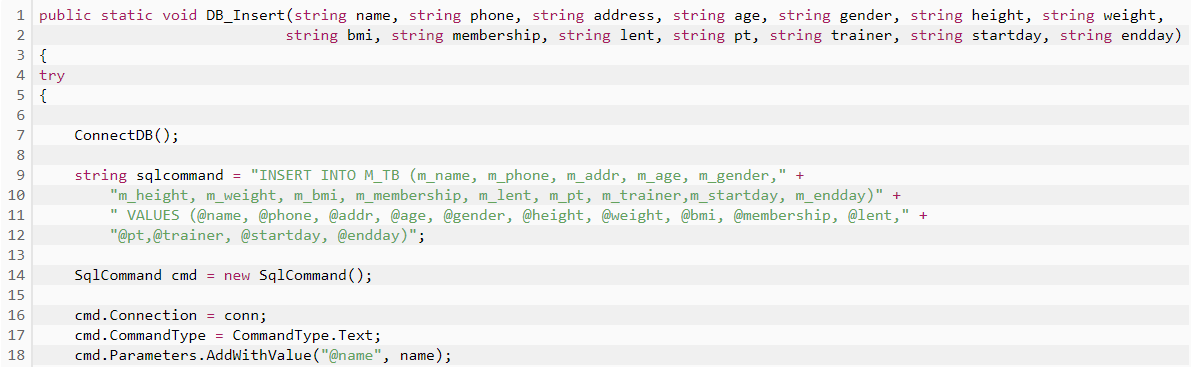 1 public static void DB_Insert(string name, string phone, string address, string age, string gender, string height, string weight,
2 string bmi, string membership, string lent, string pt, string trainer, string startday, string endday)
3 {
4 try
5 {
6
7 ConnectDB();
8
9 string sqlcommand = "INSERT INTO M_TB (m_name, m_phone, m_addr, m_age, m_gender," +
10 "m_height, m_weight, m_bmi, m_membership, m_lent, m_pt, m_trainer,m_startday, m_endday)" +
11 " VALUES (@name, @phone, @addr, @age, @gender, @height, @weight, @bmi, @membership, @lent," +
12 "@pt,@trainer, @startday, @endday)";
13
14 SqlCommand cmd = new SqlCommand();
15
16 cmd.Connection = conn;
17 cmd.CommandType = CommandType.Text;
18 cmd.Parameters.AddWithValue("@name", name);